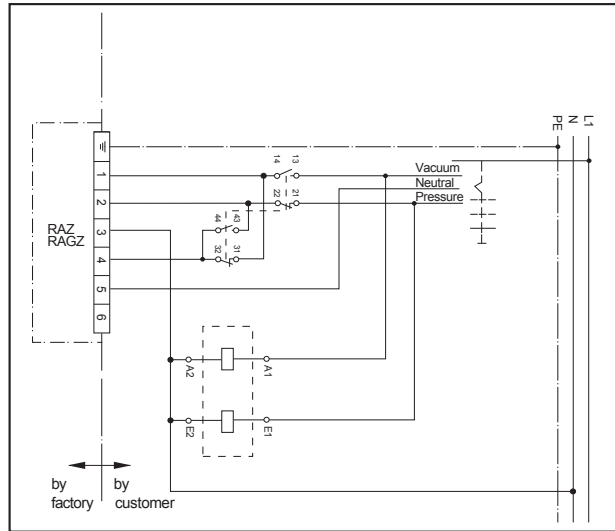 PE
N
L1
1
2
3
4
5
6
RAZ
RAGZ
14
13
22
21
44
43
32
31
Vacuum
Neutral
Pressure
A2
A1
E2
E1
by
factory
by
customer